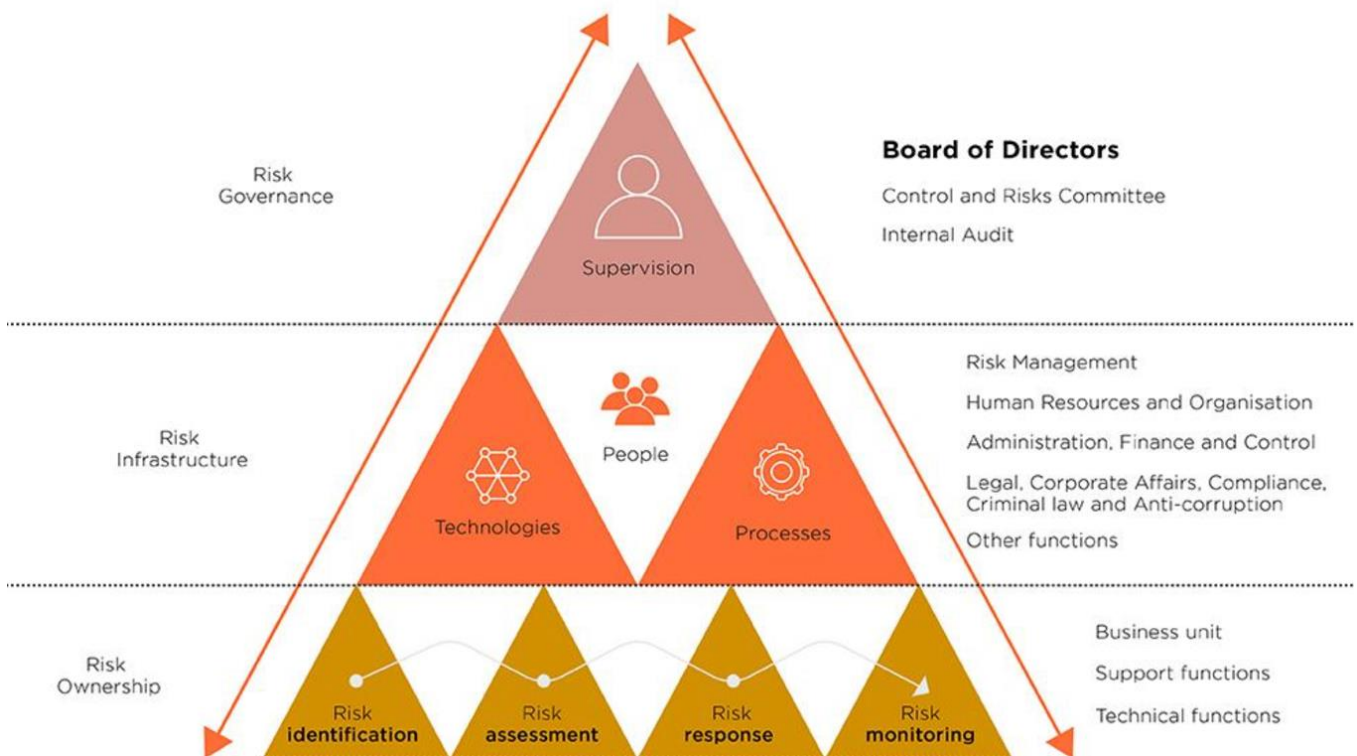 Risk
Governance
Supervision
Board of Directors
Control and Risks Committee
Internal Audit
Risk
Infrastructure
Technologies
People
Processes
Risk Management
Human Resources and Organisation
Administration, Finance and Control
Legal, Corporate Affairs, Compliance,
Criminal law and Anti-corruption
Other functions
Risk
Ownership
Risk
identification
Risk
assessment
Risk
response
Risk
monitoring
Business unit
Support functions
Technical functions